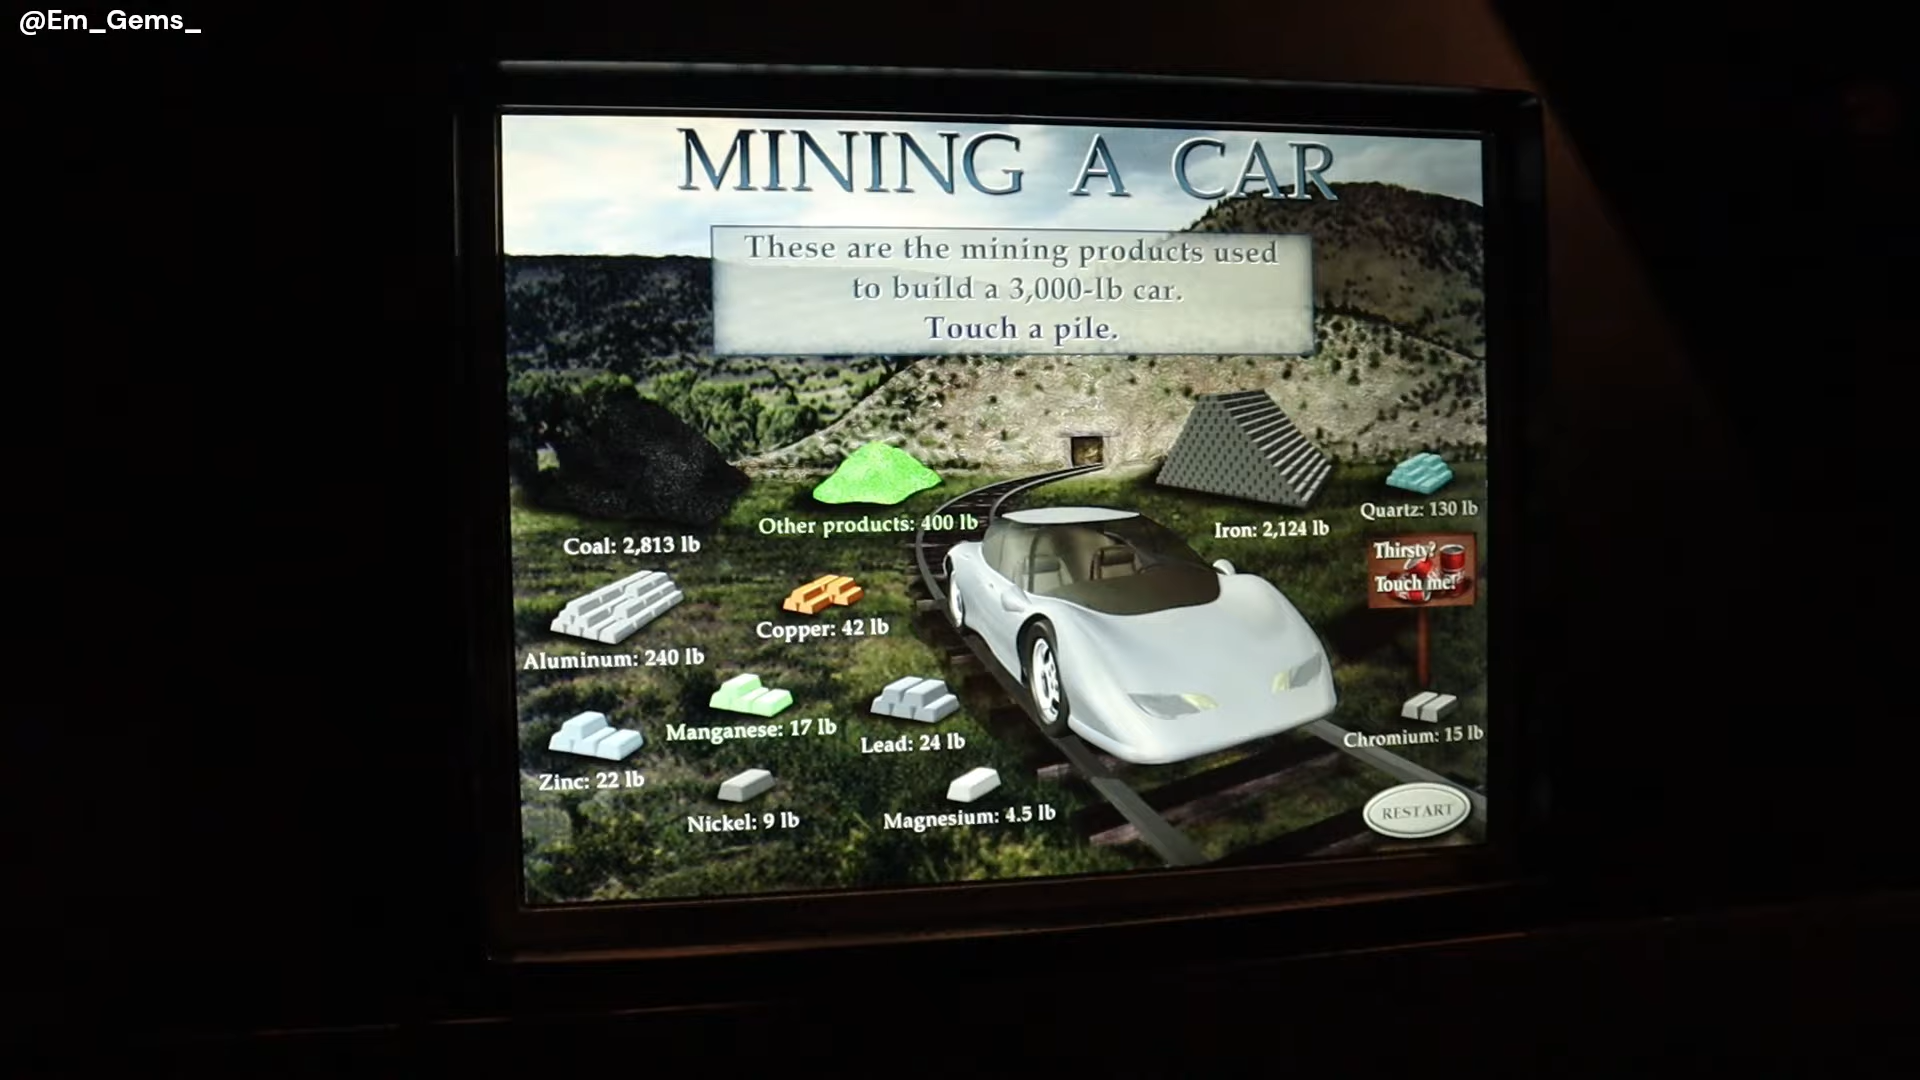 @Em_Gems_
MINING A CAR
These are the mining products used
to build a 3,000-lb car.
Touch a pile.
Coal: 2,813 lb
Other products: 400 lb
Iron: 2,124 lb
Quartz: 130 lb
Thirsty?
Touch me!
Aluminum: 240 lb
Copper: 42 lb
Manganese: 17 lb
Lead: 24 lb
Chromium: 15 lb
Zinc: 22 lb
Nickel: 9 lb
Magnesium: 4.5 lb
RESTART